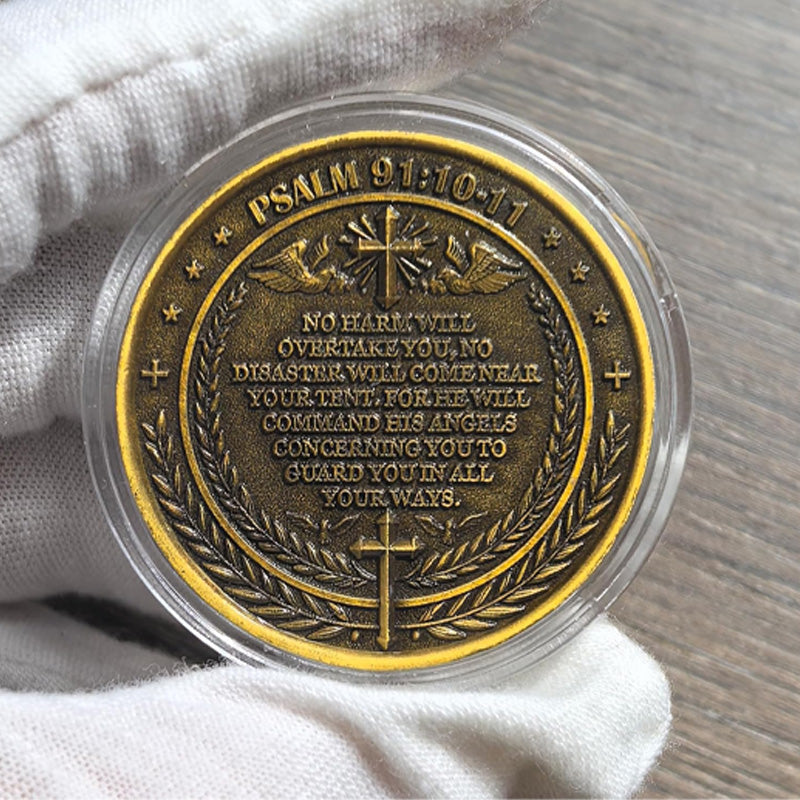 PSALM 91:10-11
NO HARM WILL
OVERTAKE YOU, NO
DISASTER WILL COME NEAR
YOUR TENT. FOR HE WILL
COMMAND HIS ANGELS
CONCERNING YOU TO
GUARD YOU IN ALL
YOUR WAYS.